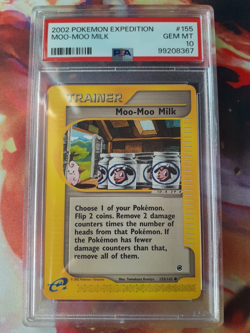 2002 POKEMON EXPEDITION #155
MOO-MOO MILK GEM MT
10
PSA 99208367
TRAINER
Moo-Moo Milk
Choose 1 of your Pokémon.
Flip 2 coins. Remove 2 damage
counters times the number of
heads from that Pokémon. If
the Pokémon has fewer
damage counters than that,
remove all of them.
e